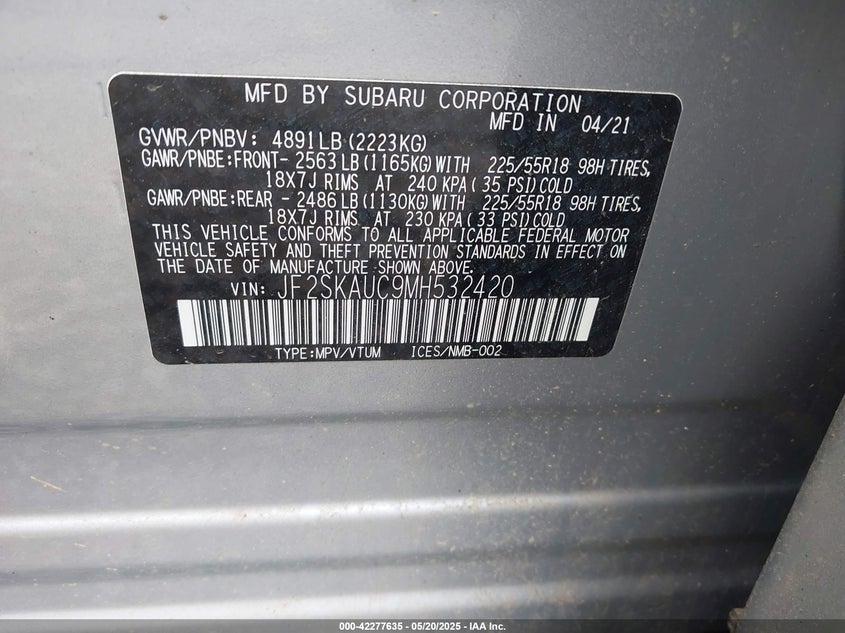 MFD BY SUBARU CORPORATION
MFD IN 04/21
GVWR/PNBV: 4891LB(2223KG)
GAWR/PNBE:FRONT- 2563LB(1165KG)WITH 225/55R18 98H TIRES,
18X7J RIMS AT 240 KPA( 35 PSI)COLD
GAWR/PNBE:REAR - 2486LB(1130KG)WITH 225/55R18 98H TIRES,
18X7J RIMS AT 230 KPA( 33 PSI)COLD
THIS VEHICLE CONFORMS TO ALL APPLICABLE FEDERAL MOTOR
VEHICLE SAFETY AND THEFT PREVENTION STANDARDS IN EFFECT ON
THE DATE OF MANUFACTURE SHOWN ABOVE.
VIN: JF2SKAUC9MH532420
TYPE:MPV/VTUM ICES/NMB-002
000-42277635 - 05/20/2025 - IAA Inc.